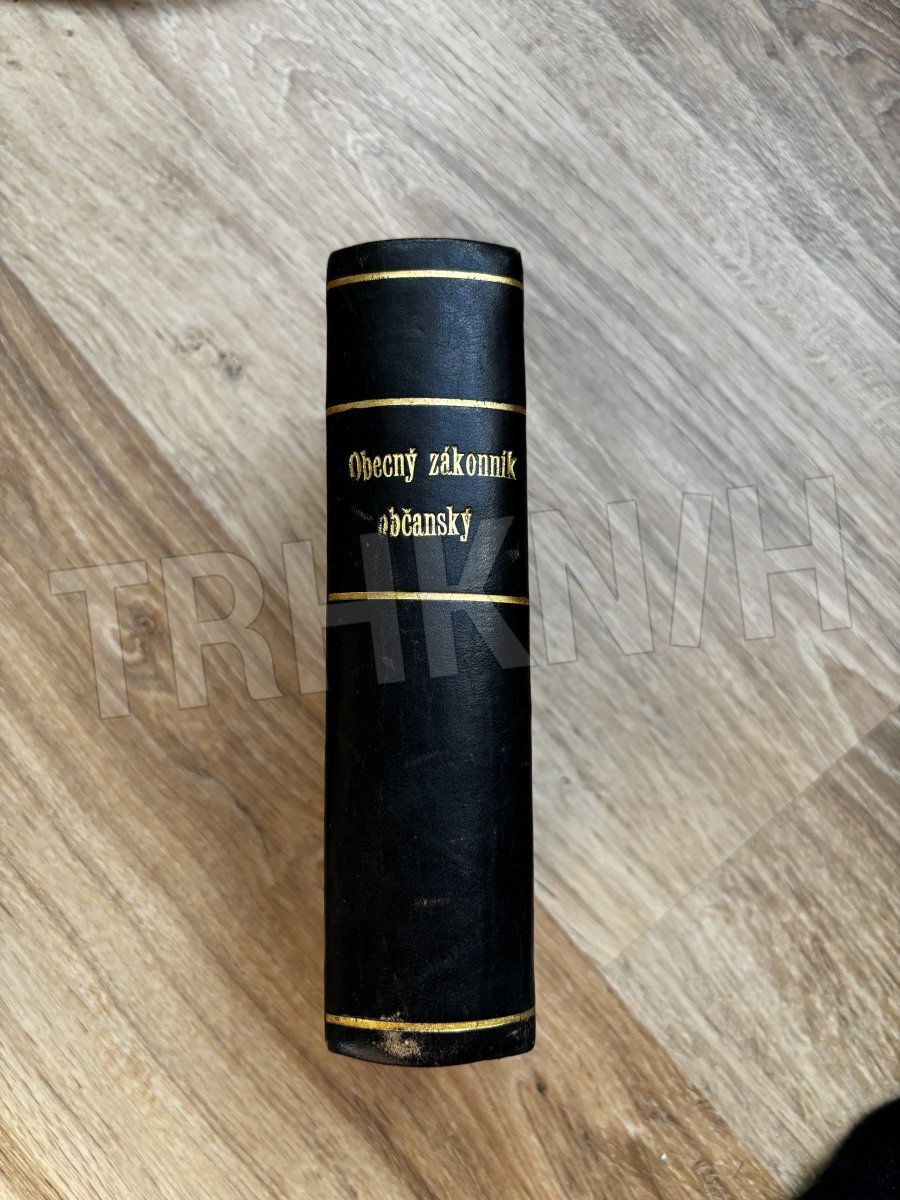 Obecný zákonník
občanský
TRHKNIH